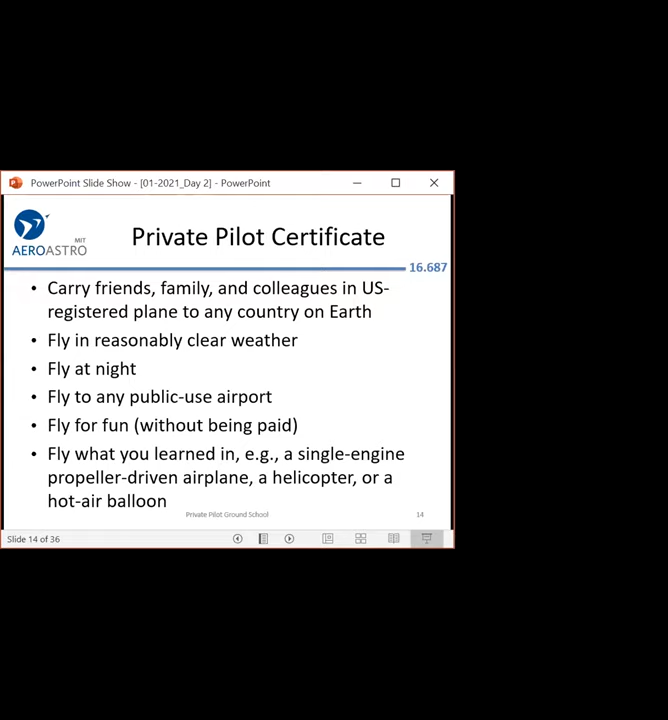 PowerPoint Slide Show - [01-2021_Day 2] - PowerPoint
MIT
AEROASTRO
Private Pilot Certificate
16.687
• Carry friends, family, and colleagues in US-
registered plane to any country on Earth
• Fly in reasonably clear weather
• Fly at night
• Fly to any public-use airport
• Fly for fun (without being paid)
• Fly what you learned in, e.g., a single-engine
propeller-driven airplane, a helicopter, or a
hot-air balloon
Private Pilot Ground School
14
Slide 14 of 36